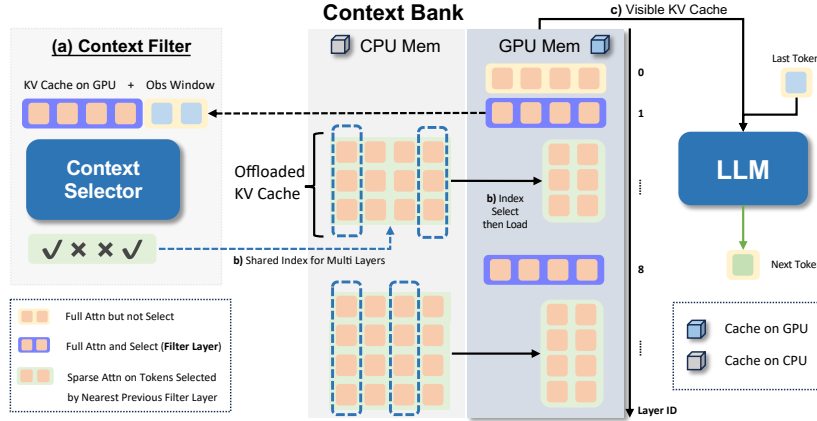 Context Bank
c) Visible KV Cache
(a) Context Filter
CPU Mem
GPU Mem
KV Cache on GPU + Obs Window
0
Last Token
1
Context
Selector
Offloaded
KV Cache
LLM
b) Index
Select
then Load
b) Shared Index for Multi Layers
8
Next Token
Full Attn but not Select
Full Attn and Select (Filter Layer)
Sparse Attn on Tokens Selected
by Nearest Previous Filter Layer
Cache on GPU
Cache on CPU
Layer ID